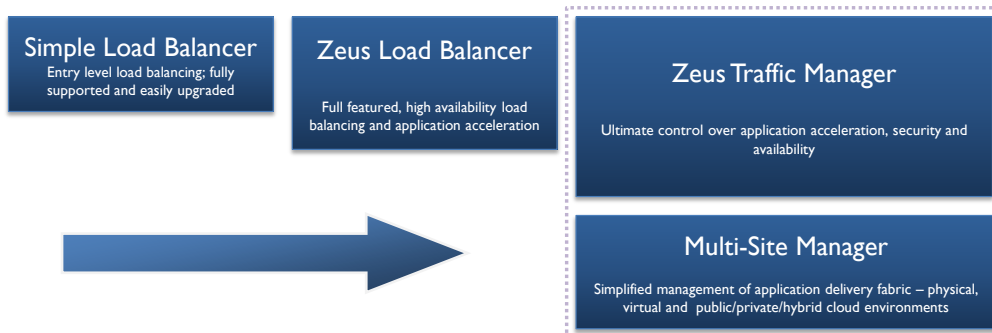 Simple Load Balancer
Entry level load balancing; fully
supported and easily upgraded
Zeus Load Balancer
Full featured, high availability load
balancing and application acceleration
Zeus Traffic Manager
Ultimate control over application acceleration, security and
availability
Multi-Site Manager
Simplified management of application delivery fabric – physical,
virtual and public/private/hybrid cloud environments